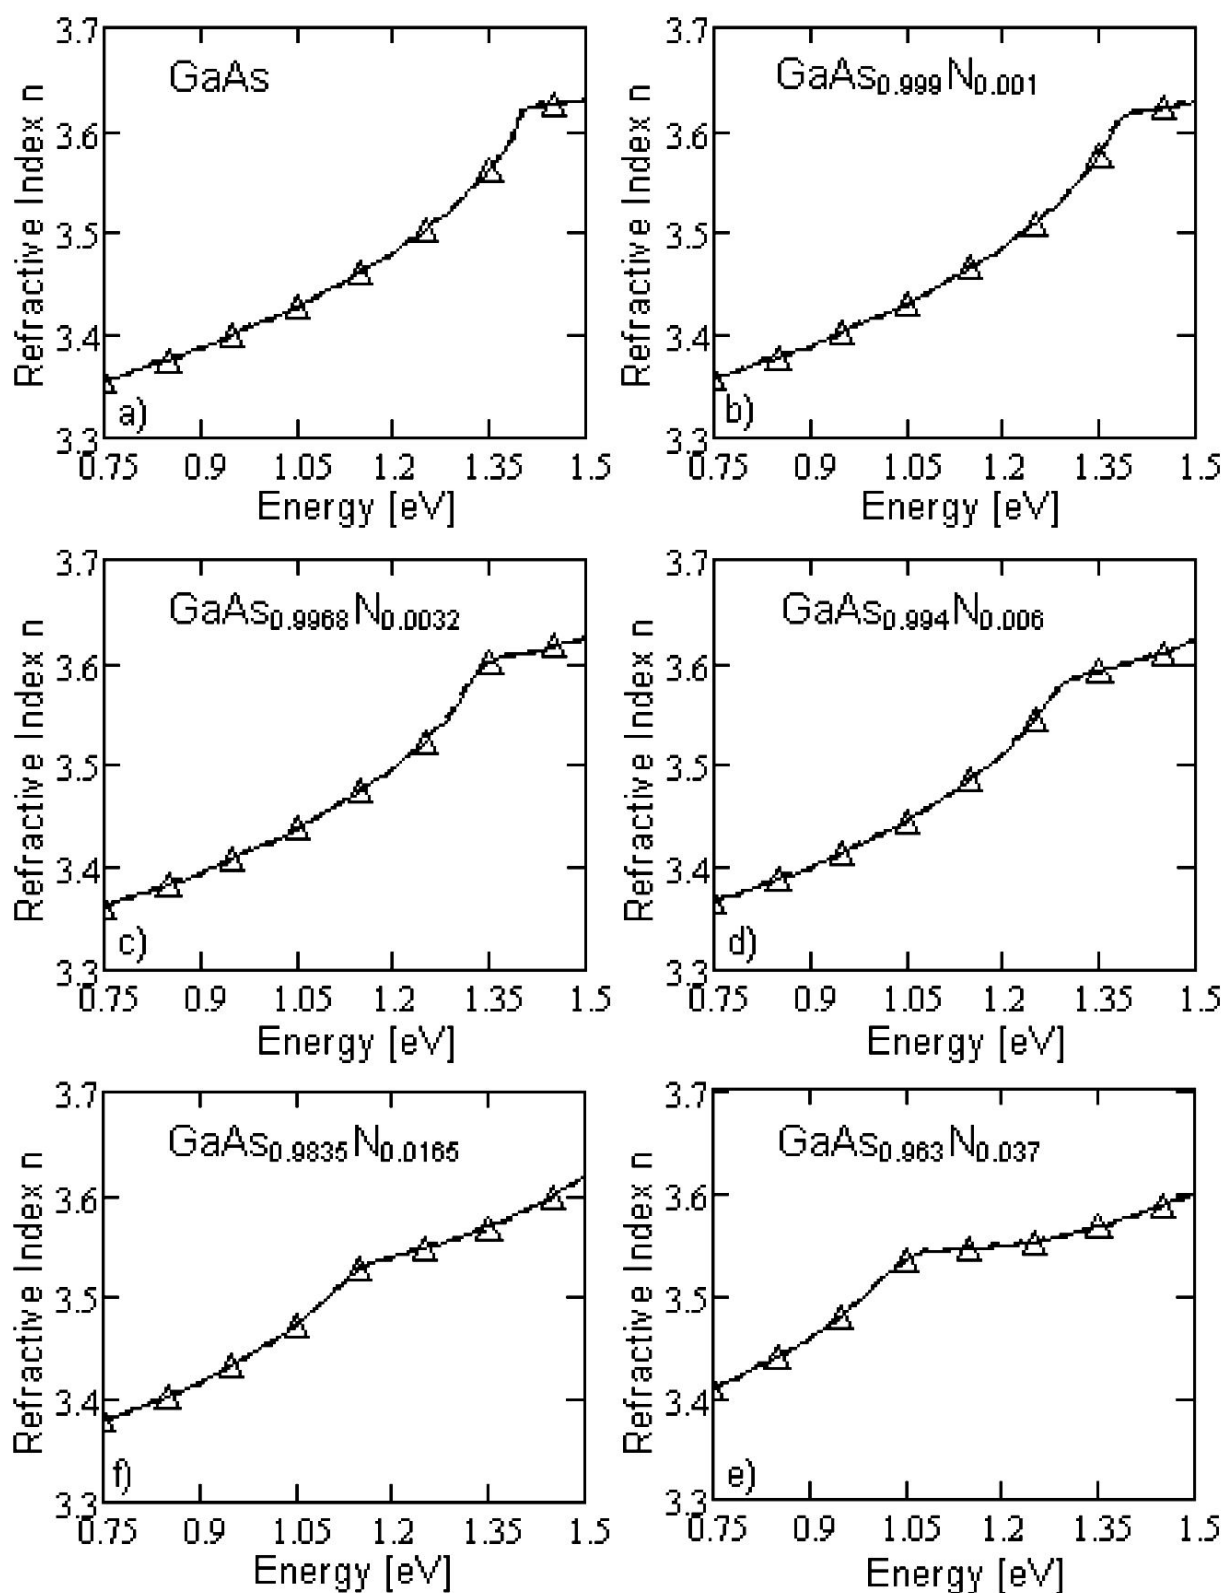 GaAs
Refractive Index n
3.7
3.6
3.5
3.4
3.3
a)
0.75 0.9 1.05 1.2 1.35 1.5
Energy [eV]
GaAs0.999N0.001
Refractive Index n
3.7
3.6
3.5
3.4
3.3
b)
0.75 0.9 1.05 1.2 1.35 1.5
Energy [eV]
GaAs0.9968N0.0032
Refractive Index n
3.7
3.6
3.5
3.4
3.3
c)
0.75 0.9 1.05 1.2 1.35 1.5
Energy [eV]
GaAs0.994N0.006
Refractive Index n
3.7
3.6
3.5
3.4
3.3
d)
0.75 0.9 1.05 1.2 1.35 1.5
Energy [eV]
GaAs0.9835N0.0165
Refractive Index n
3.7
3.6
3.5
3.4
3.3
f)
0.75 0.9 1.05 1.2 1.35 1.5
Energy [eV]
GaAs0.963N0.037
Refractive Index n
3.7
3.6
3.5
3.4
3.3
e)
0.75 0.9 1.05 1.2 1.35 1.5
Energy [eV]